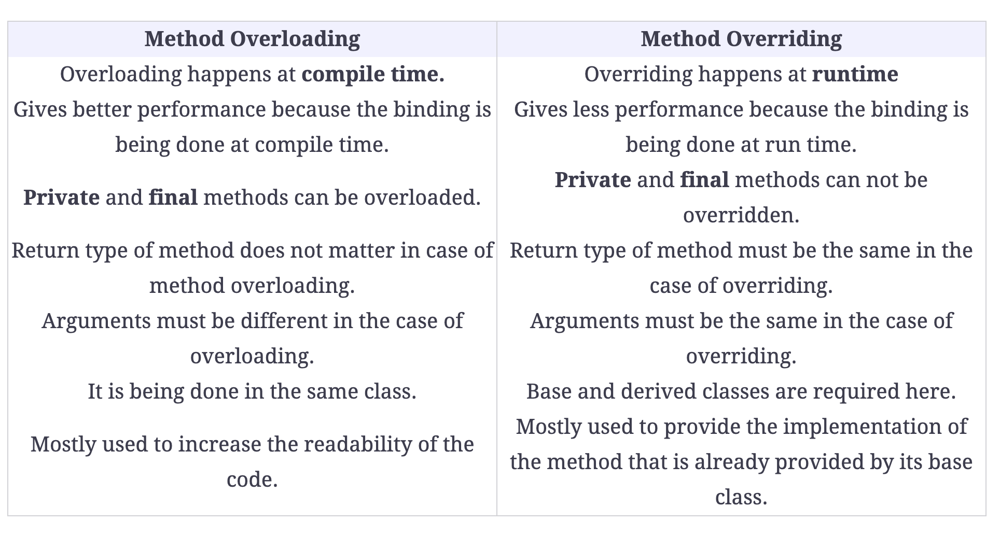 Method Overloading
Method Overriding
Overloading happens at compile time.
Overriding happens at runtime
Gives better performance because the binding is
being done at compile time.
Gives less performance because the binding is
being done at run time.
Private and final methods can be overloaded.
Private and final methods can not be
overridden.
Return type of method does not matter in case of
method overloading.
Return type of method must be the same in the
case of overriding.
Arguments must be different in the case of
overloading.
Arguments must be the same in the case of
overriding.
It is being done in the same class.
Base and derived classes are required here.
Mostly used to increase the readability of the
code.
Mostly used to provide the implementation of
the method that is already provided by its base
class.